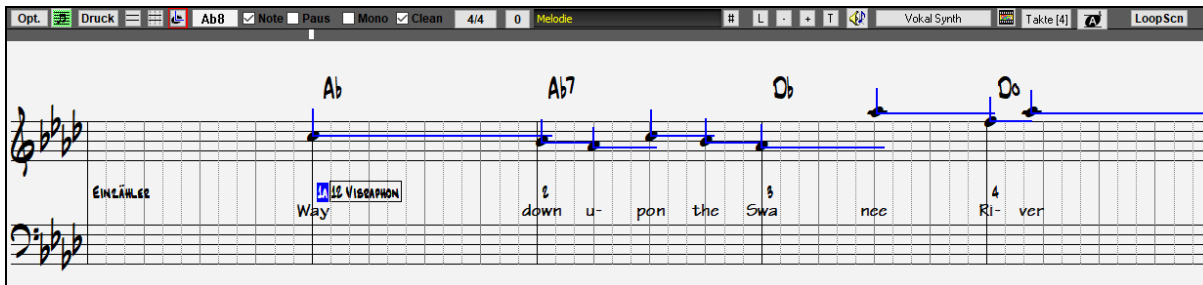 Opt. Druck Ab8 Note Paus Mono Clean 4/4 0 Melodie # L - + T Vokal Synth Takte [4] A LoopScn
Ab Ab7 Db Do
EINZÄHLER 1A 12 VIBRAPHON 2 3 4
Way down u- pon the Swa nee Ri- ver